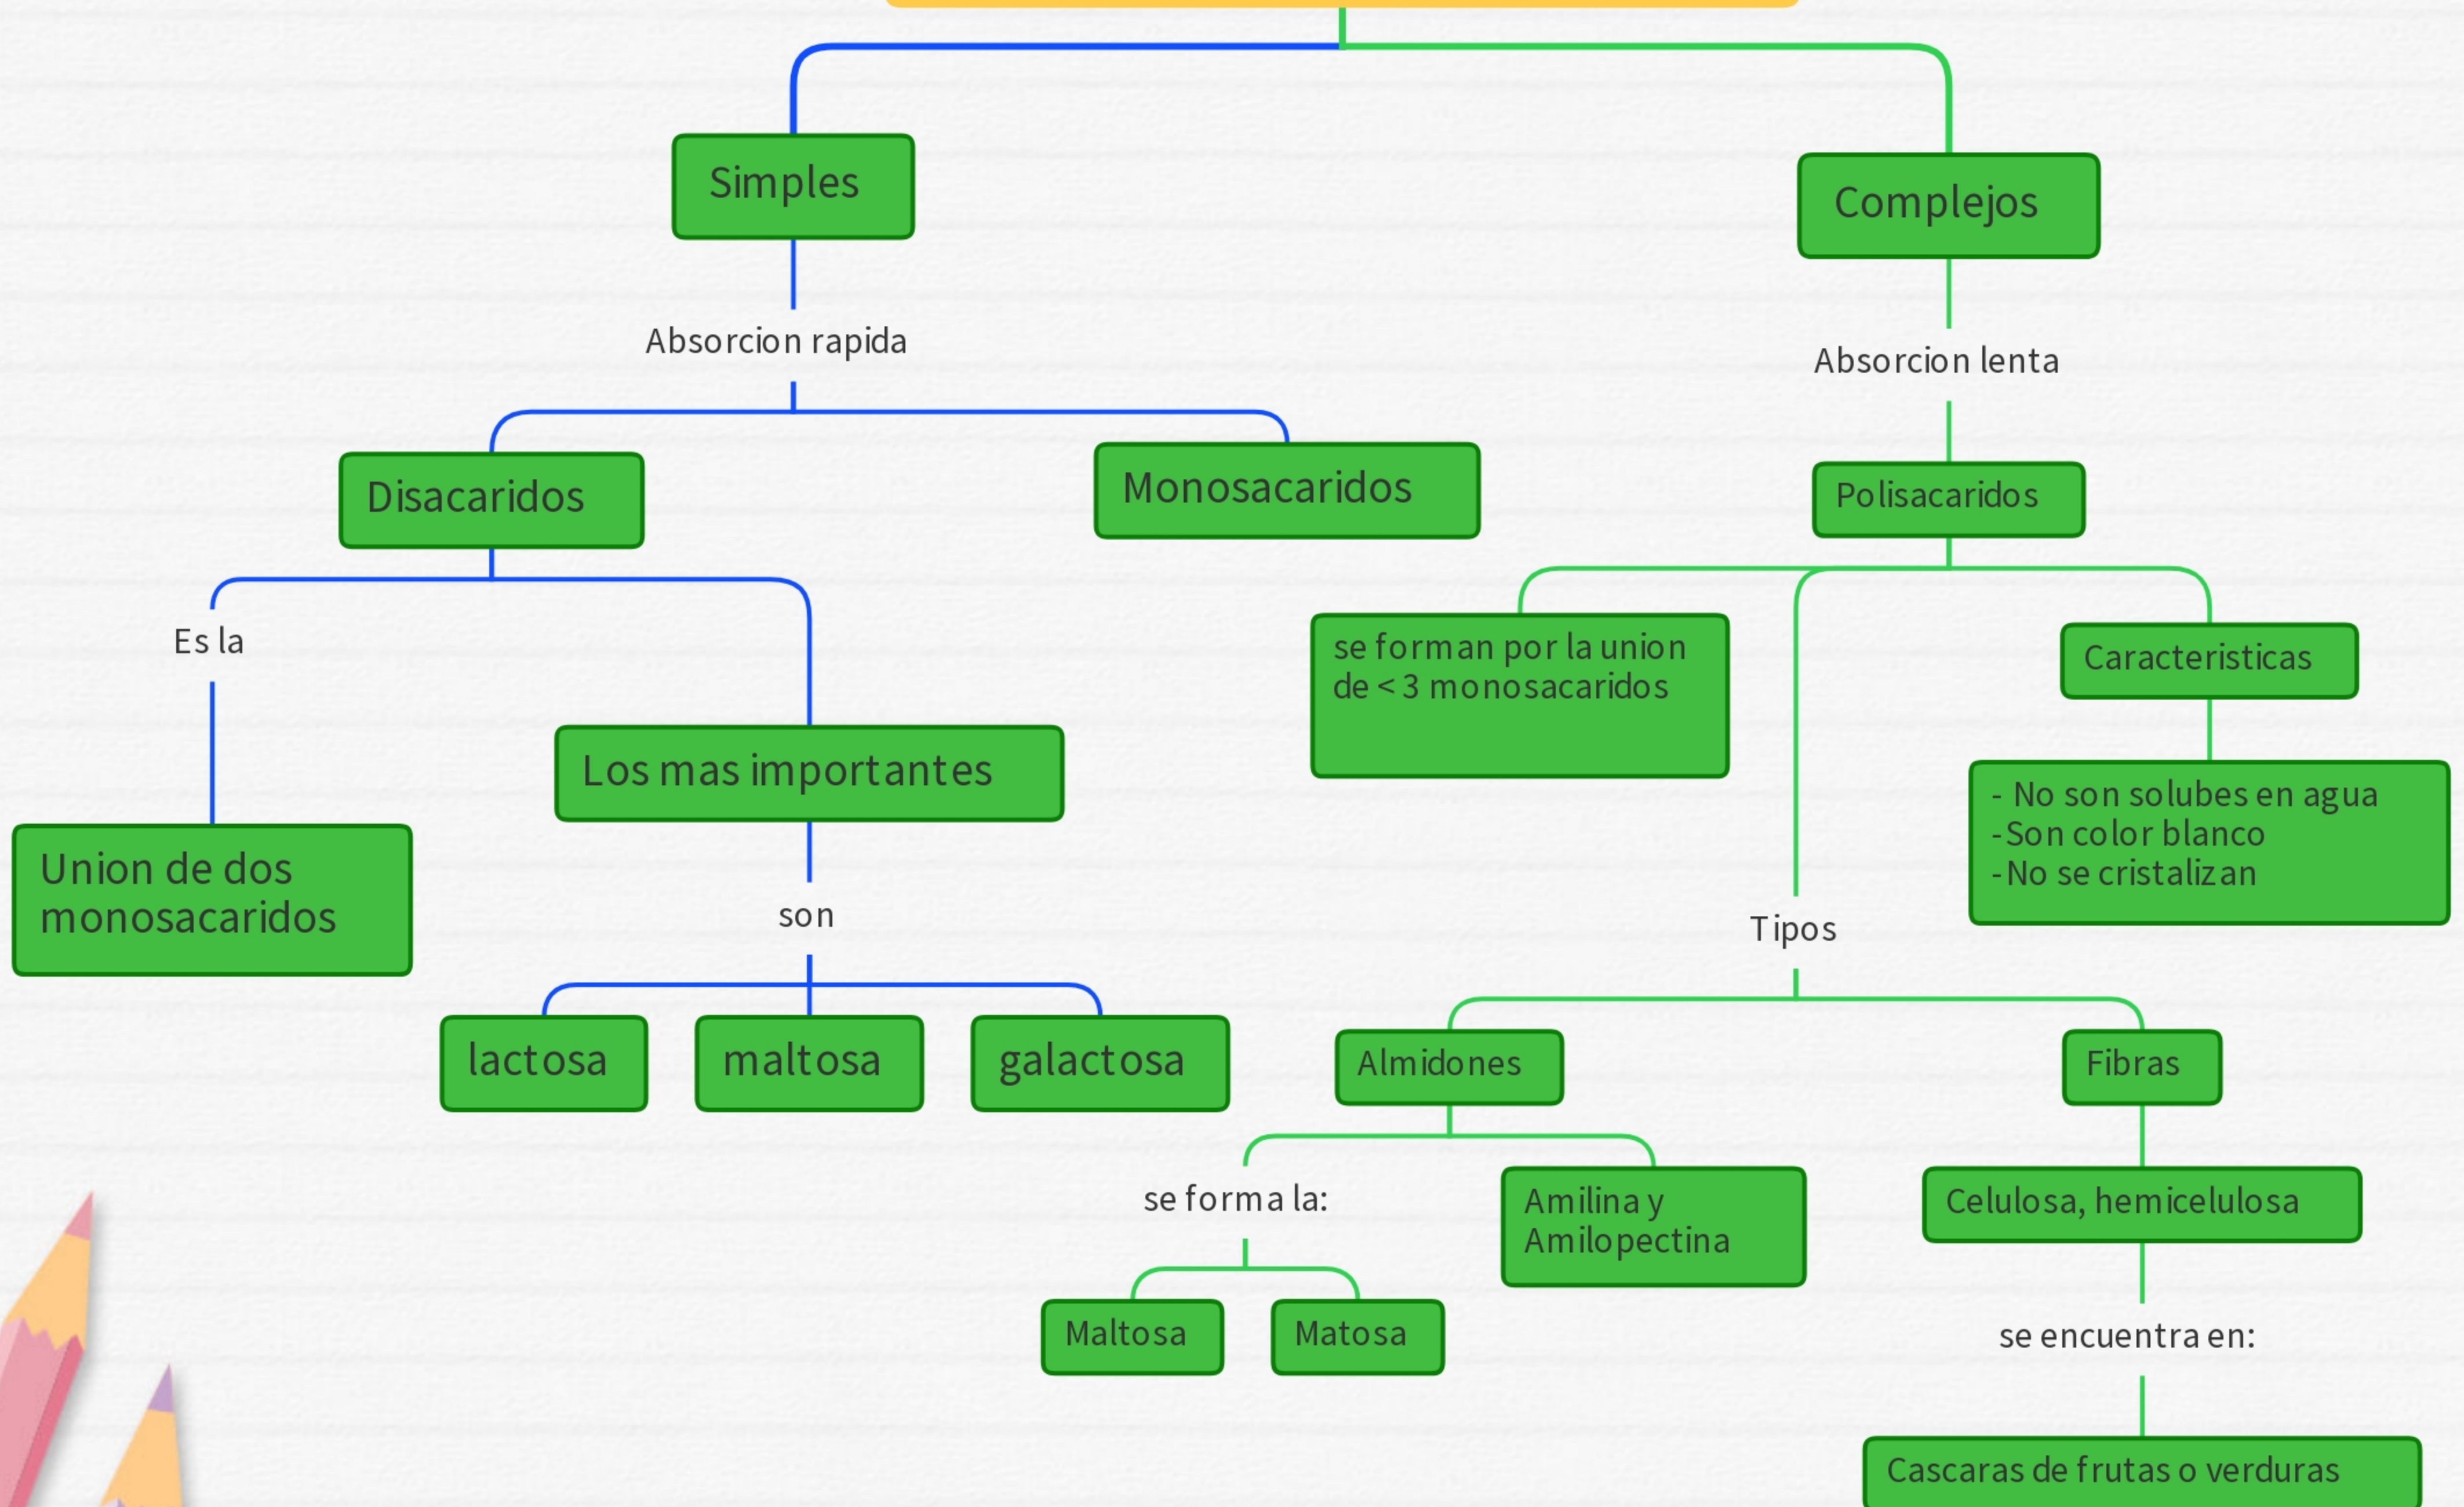 Simples
Complejos
Absorcion rapida
Absorcion lenta
Disacaridos
Monosacaridos
Polisacaridos
Es la
se forman por la union
de < 3 monosacaridos
Caracteristicas
Los mas importantes
- No son solubes en agua
-Son color blanco
-No se cristalizan
Union de dos
monosacaridos
son
Tipos
lactosa
maltosa
galactosa
Almidones
Fibras
se forma la:
Amilina y
Amilopectina
Celulosa, hemicelulosa
Maltosa
Matosa
se encuentra en:
Cascaras de frutas o verduras